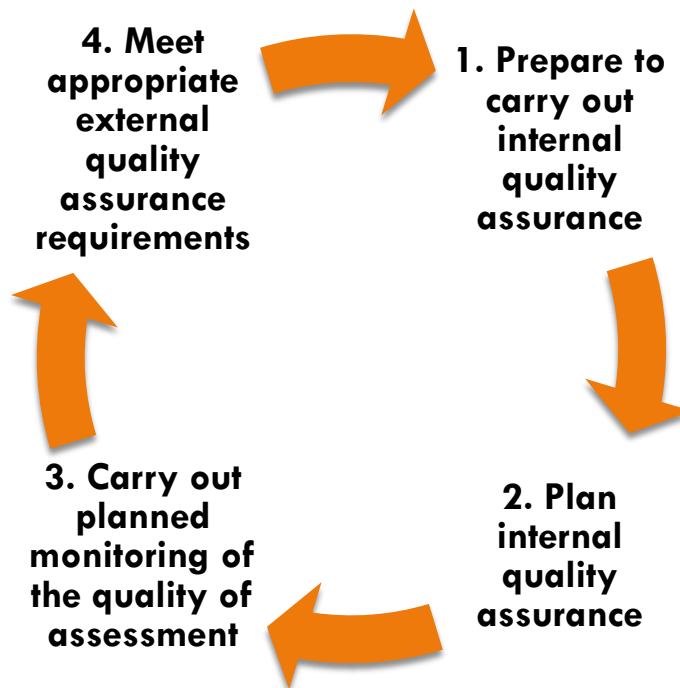 1. Prepare to
carry out
internal
quality
assurance
2. Plan
internal
quality
assurance
3. Carry out
planned
monitoring of
the quality of
assessment
4. Meet
appropriate
external
quality
assurance
requirements